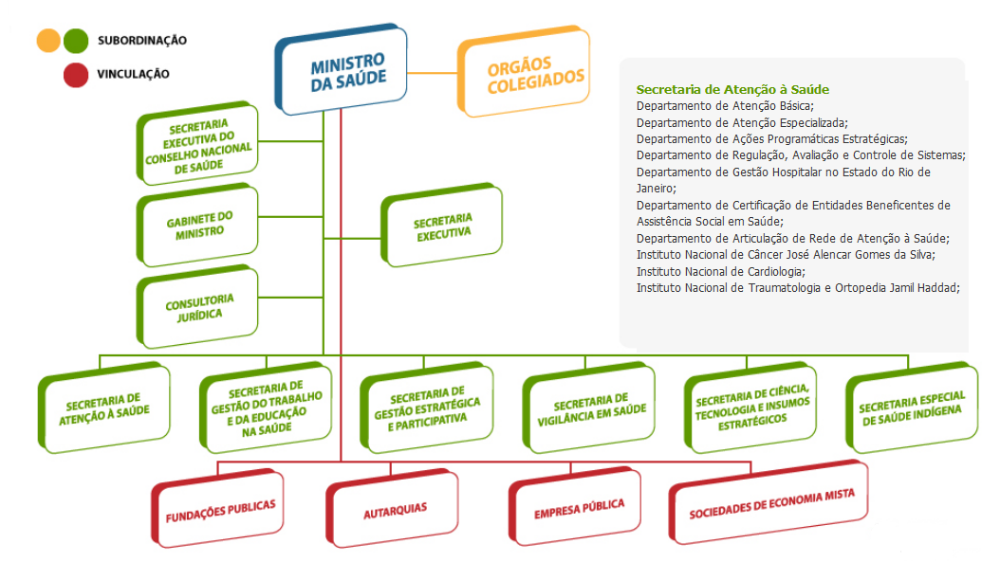 SUBORDINAÇÃO
VINCULAÇÃO
MINISTRO
DA SAÚDE
ORGÃOS
COLEGIADOS
Secretaria de Atenção à Saúde
Departamento de Atenção Básica;
Departamento de Atenção Especializada;
Departamento de Ações Programáticas Estratégicas;
Departamento de Regulação, Avaliação e Controle de Sistemas;
Departamento de Gestão Hospitalar no Estado do Rio de
Janeiro;
Departamento de Certificação de Entidades Beneficentes de
Assistência Social em Saúde;
Departamento de Articulação de Rede de Atenção à Saúde;
Instituto Nacional de Câncer José Alencar Gomes da Silva;
Instituto Nacional de Cardiologia;
Instituto Nacional de Traumatologia e Ortopedia Jamil Haddad;
SECRETARIA
EXECUTIVA DO
CONSELHO NACIONAL
DE SAÚDE
GABINETE DO
MINISTRO
SECRETARIA
EXECUTIVA
CONSULTORIA
JURÍDICA
SECRETARIA DE
ATENÇÃO À SAÚDE
SECRETARIA DE
GESTÃO DO TRABALHO
E DA EDUCAÇÃO
NA SAÚDE
SECRETARIA DE
GESTÃO ESTRATÉGICA
E PARTICIPATIVA
SECRETARIA DE
VIGILÂNCIA EM SAÚDE
SECRETARIA DE CIÊNCIA,
TECNOLOGIA E INSUMOS
ESTRATÉGICOS
SECRETARIA ESPECIAL
DE SAÚDE INDÍGENA
FUNDAÇÕES PUBLICAS
AUTARQUIAS
EMPRESA PÚBLICA
SOCIEDADES DE ECONOMIA MISTA